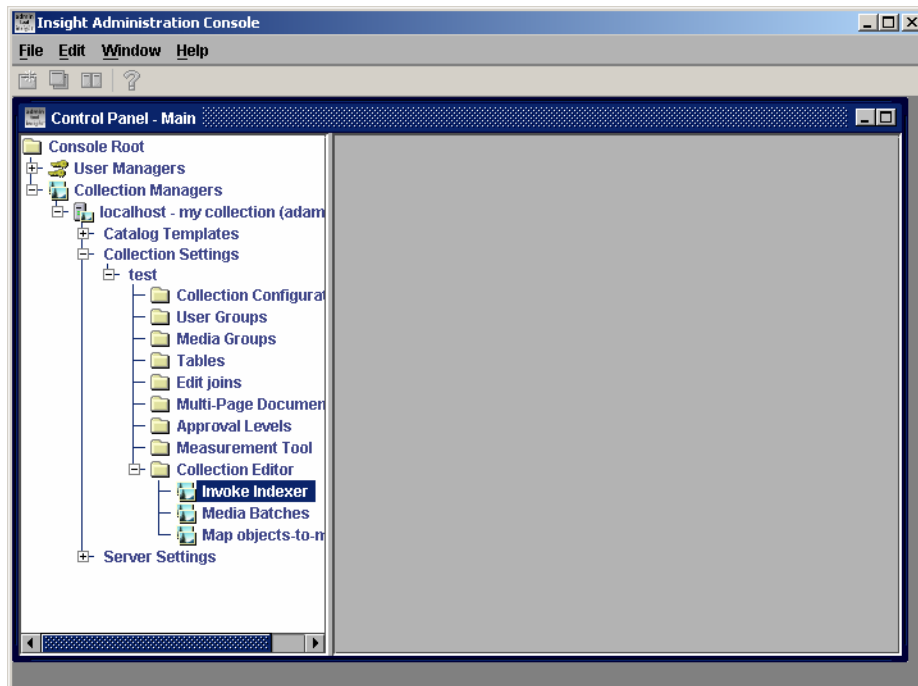 Insight Administration Console
File Edit Window Help
Control Panel - Main
Console Root
User Managers
Collection Managers
localhost - my collection (adam
Catalog Templates
Collection Settings
test
Collection Configurat
User Groups
Media Groups
Tables
Edit joins
Multi-Page Documen
Approval Levels
Measurement Tool
Collection Editor
Invoke Indexer
Media Batches
Map objects-to-m
Server Settings